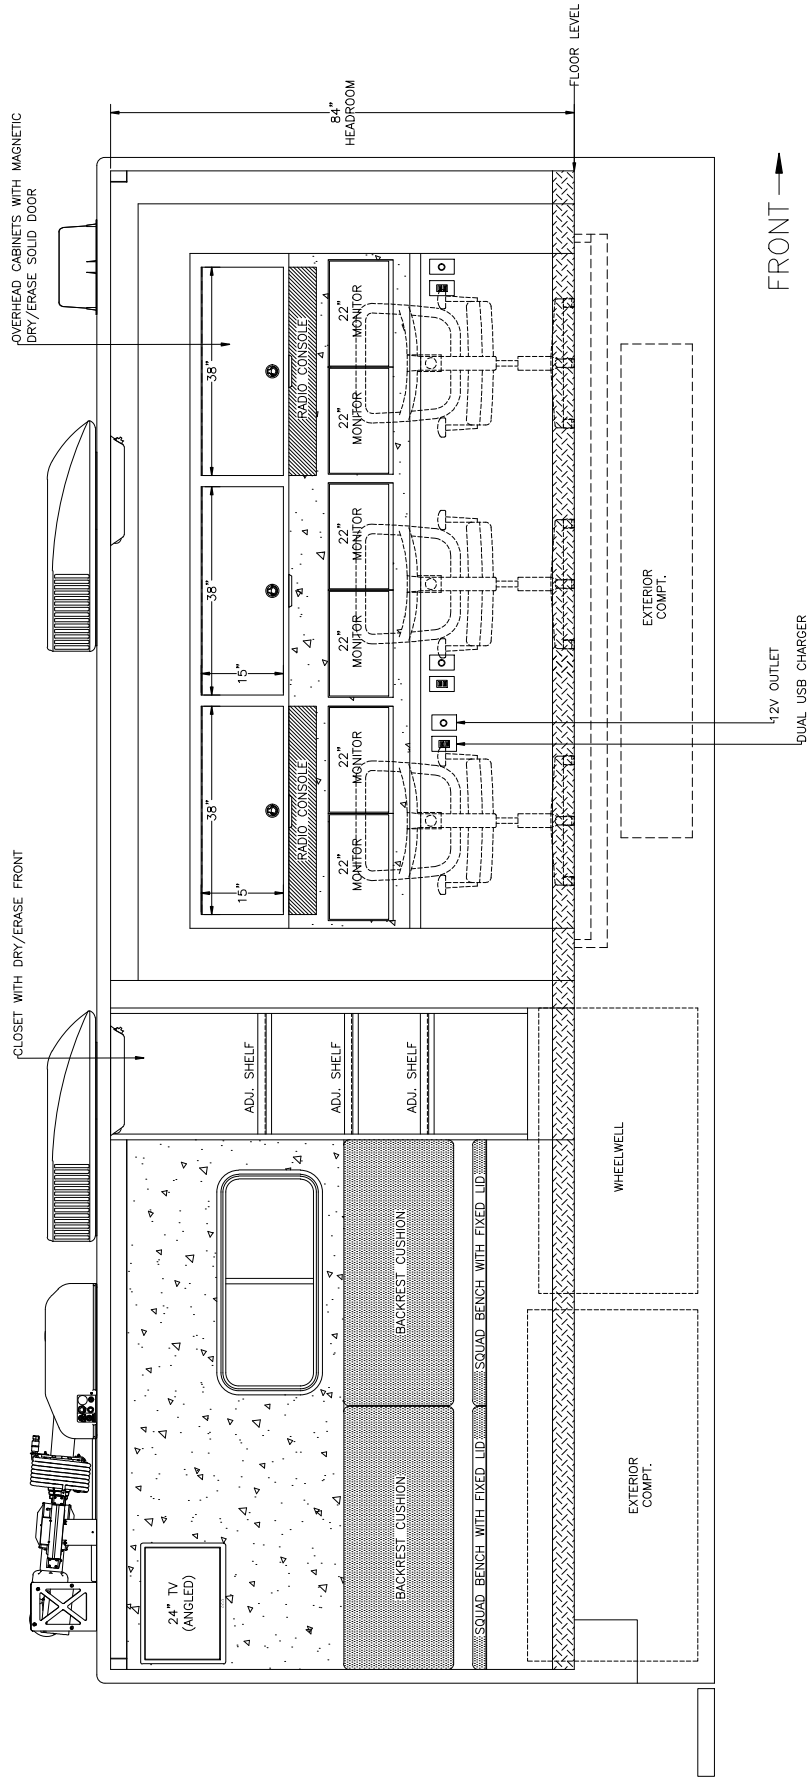 CLOSET WITH DRY/ERASE FRONT
OVERHEAD CABINETS WITH MAGNETIC
DRY/ERASE SOLID DOOR
24" TV
(ANGLED)
38"
38"
38"
15"
15"
ADJ. SHELF
ADJ. SHELF
ADJ. SHELF
RADIO CONSOLE
RADIO CONSOLE
84"
HEADROOM
22"
MONITOR
22"
MONITOR
22"
MONITOR
22"
MONITOR
22"
MONITOR
22"
MONITOR
BACKREST CUSHION
BACKREST CUSHION
SQUAD BENCH WITH FIXED LID
SQUAD BENCH WITH FIXED LID
FLOOR LEVEL
EXTERIOR
COMPT.
WHEELWELL
EXTERIOR
COMPT.
12V OUTLET
DUAL USB CHARGER
FRONT